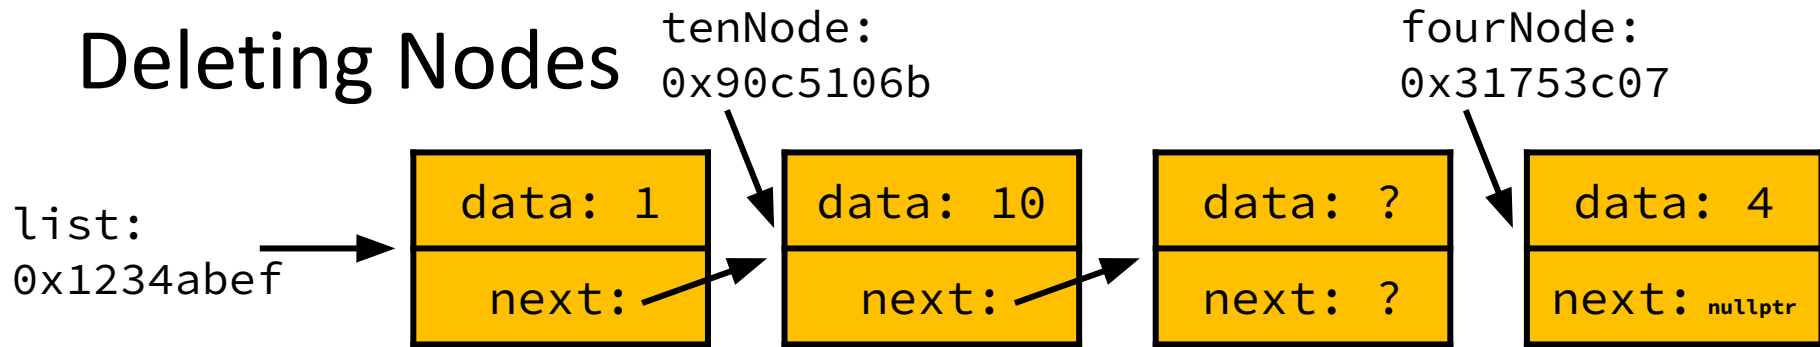 Deleting Nodes
tenNode:
0x90c5106b
fourNode:
0x31753c07
list:
0x1234abef
data: 1
next:
data: 10
next:
data: ?
next: ?
data: 4
next: nullptr